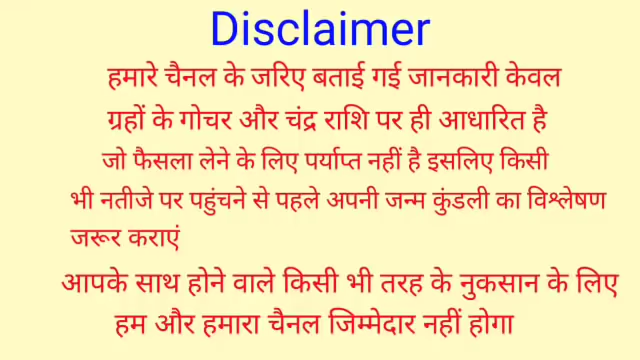 Disclaimer
हमारे चैनल के जरिए बताई गई जानकारी केवल
ग्रहों के गोचर और चंद्र राशि पर ही आधारित है
जो फैसला लेने के लिए पर्याप्त नहीं है इसलिए किसी
भी नतीजे पर पहुंचने से पहले अपनी जन्म कुंडली का विश्लेषण
जरूर कराएं
आपके साथ होने वाले किसी भी तरह के नुकसान के लिए
हम और हमारा चैनल जिम्मेदार नहीं होगा